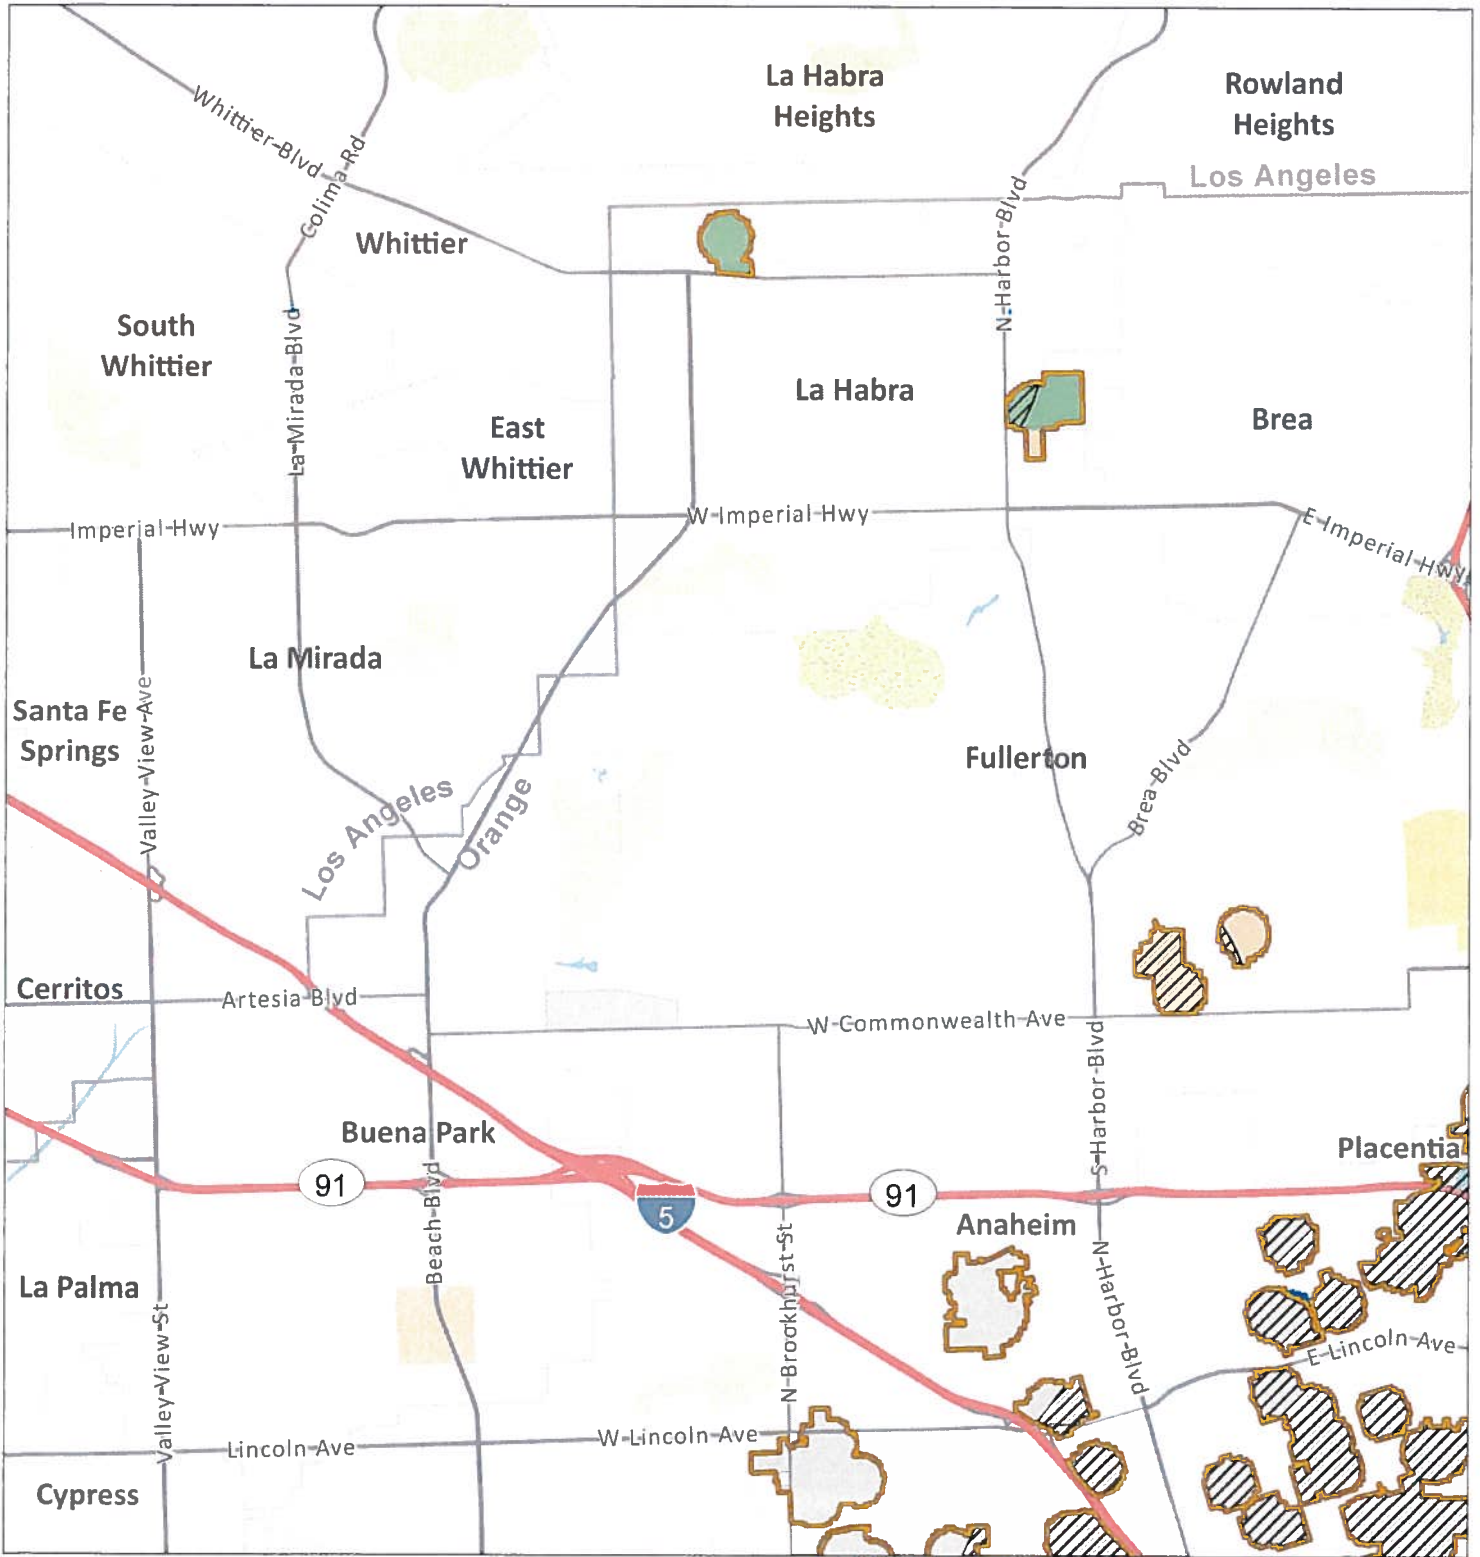 La Habra
Heights
Rowland
Heights
Whittier-Blvd
Colima-Rd
Los Angeles
N-Harbor-Blvd
Whittier
South
Whittier
La-Mirada-Blvd
La Habra
Brea
East
Whittier
Imperial-Hwy
W-Imperial-Hwy
E-Imperial-Hwy
La Mirada
Santa Fe
Springs
Valley-View-Ave
Fullerton
Brea-Blvd
Los Angeles
Orange
Cerritos
Artesia Blvd
W-Commonwealth Ave
S-Harbor-Blvd
Buena Park
Placentia
91
91
5
Anaheim
Beach-Blvd
La Palma
N-Brookhurst-St
N-Harbor-Blvd
Valley-View-St
E-Lincoln-Ave
Lincoln Ave
W-Lincoln Ave
Cypress